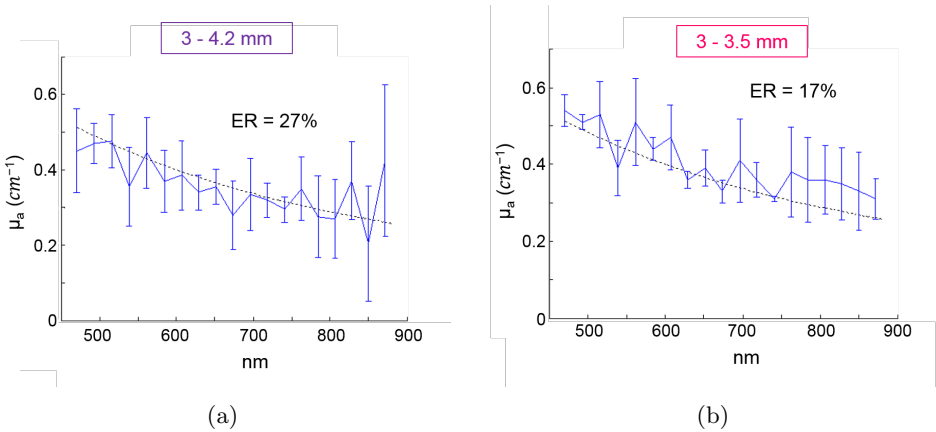 3 - 4.2 mm
ER = 27%
0.6
0.4
0.2
0
μa (cm⁻¹)
500 600 700 800 900
nm
(a)
3 - 3.5 mm
ER = 17%
0.6
0.4
0.2
0
μa (cm⁻¹)
500 600 700 800 900
nm
(b)